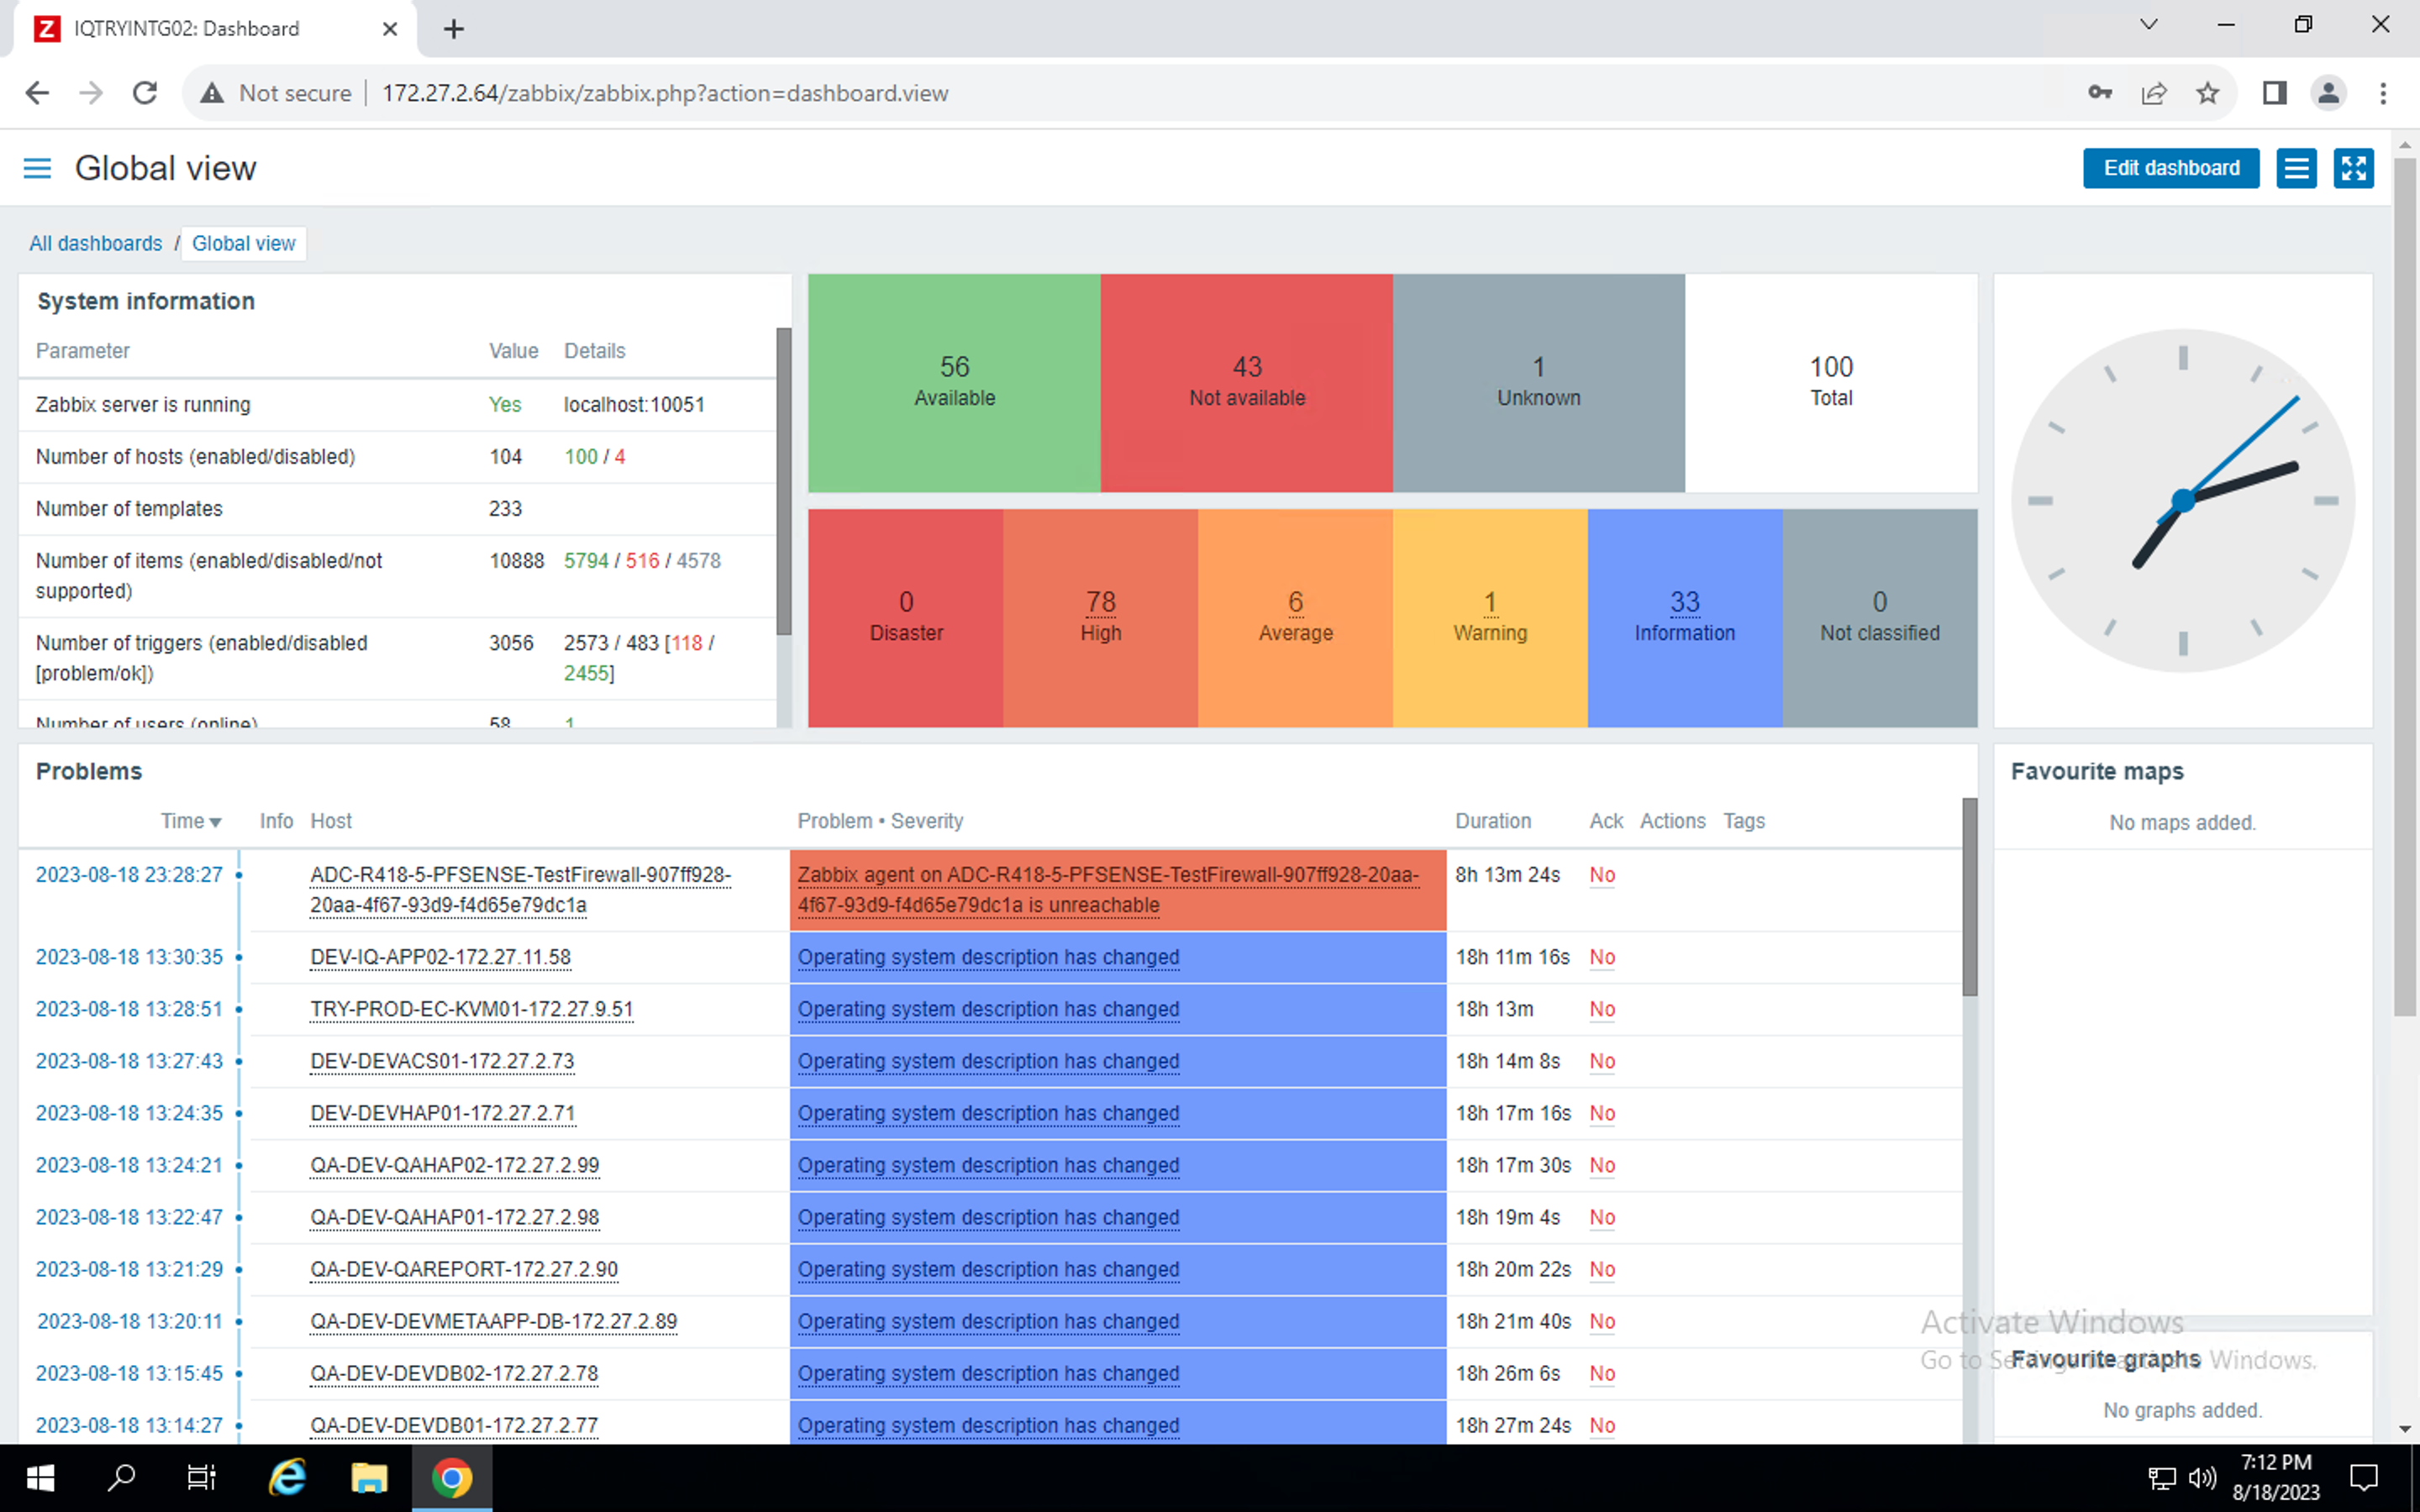 IQTRYINTG02: Dashboard
Not secure 172.27.2.64/zabbix/zabbix.php?action=dashboard.view
Global view
Edit dashboard
All dashboards / Global view
System information
Parameter Value Details
Zabbix server is running Yes localhost:10051
Number of hosts (enabled/disabled) 104 100 / 4
Number of templates 233
Number of items (enabled/disabled/not 10888 5794 / 516 / 4578
supported)
Number of triggers (enabled/disabled 3056 2573 / 483 [118 /
[problem/ok]) 2455]
Number of users (online) 58 1
56 43 1 100
Available Not available Unknown Total
0 78 6 1 33 0
Disaster High Average Warning Information Not classified
Problems
Time Info Host Problem • Severity Duration Ack Actions Tags
2023-08-18 23:28:27 ADC-R418-5-PFSENSE-TestFirewall-907ff928- Zabbix agent on ADC-R418-5-PFSENSE-TestFirewall-907ff928-20aa- 8h 13m 24s No
20aa-4f67-93d9-f4d65e79dc1a 4f67-93d9-f4d65e79dc1a is unreachable
2023-08-18 13:30:35 DEV-IQ-APP02-172.27.11.58 Operating system description has changed 18h 11m 16s No
2023-08-18 13:28:51 TRY-PROD-EC-KVM01-172.27.9.51 Operating system description has changed 18h 13m No
2023-08-18 13:27:43 DEV-DEVACS01-172.27.2.73 Operating system description has changed 18h 14m 8s No
2023-08-18 13:24:35 DEV-DEVHAP01-172.27.2.71 Operating system description has changed 18h 17m 16s No
2023-08-18 13:24:21 QA-DEV-QAHAP02-172.27.2.99 Operating system description has changed 18h 17m 30s No
2023-08-18 13:22:47 QA-DEV-QAHAP01-172.27.2.98 Operating system description has changed 18h 19m 4s No
2023-08-18 13:21:29 QA-DEV-QAREPORT-172.27.2.90 Operating system description has changed 18h 20m 22s No
2023-08-18 13:20:11 QA-DEV-DEVMETAAPP-DB-172.27.2.89 Operating system description has changed 18h 21m 40s No
2023-08-18 13:15:45 QA-DEV-DEVDB02-172.27.2.78 Operating system description has changed 18h 26m 6s No
2023-08-18 13:14:27 QA-DEV-DEVDB01-172.27.2.77 Operating system description has changed 18h 27m 24s No
Favourite maps
No maps added.
Activate Windows
Go to Settings to activate Windows.
Favourite graphs
No graphs added.
7:12 PM
8/18/2023